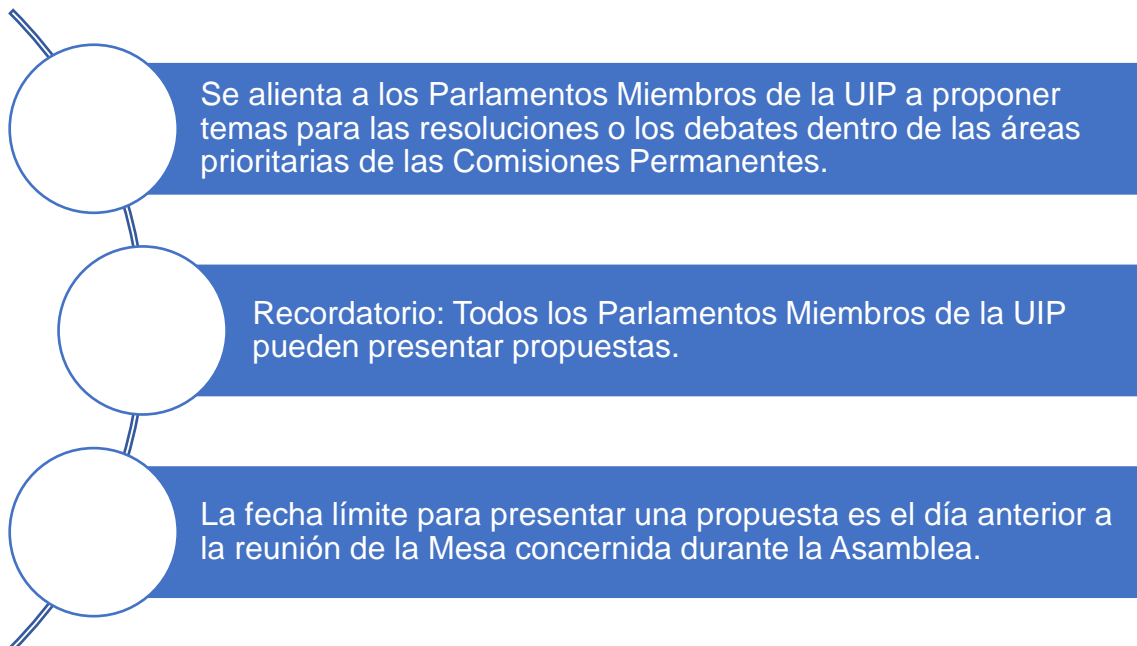 Se alienta a los Parlamentos Miembros de la UIP a proponer
temas para las resoluciones o los debates dentro de las áreas
prioritarias de las Comisiones Permanentes.
Recordatorio: Todos los Parlamentos Miembros de la UIP
pueden presentar propuestas.
La fecha límite para presentar una propuesta es el día anterior a
la reunión de la Mesa concernida durante la Asamblea.